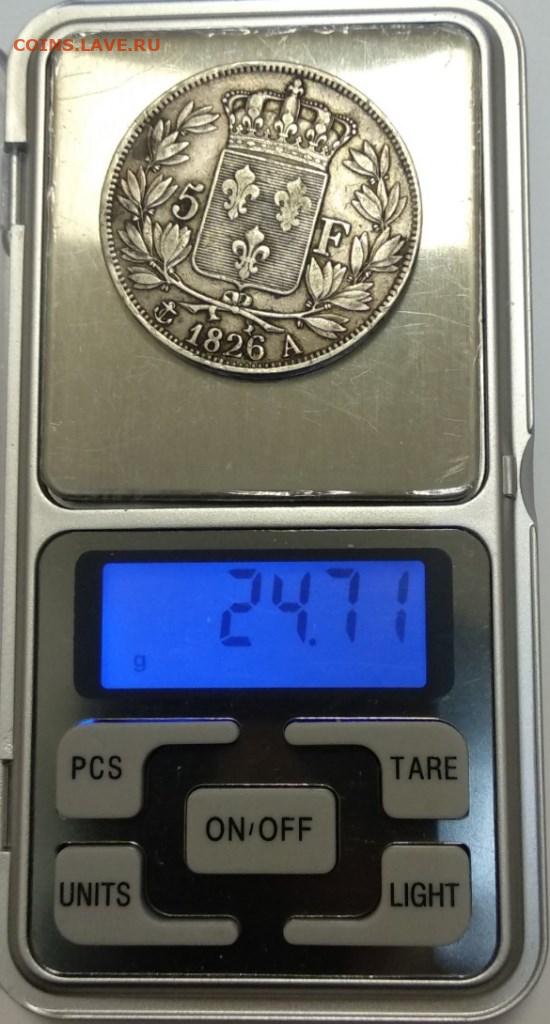 COINS.LAVE.RU
5 F
1826 A
24.71
g
PCS
TARE
ON/OFF
UNITS
LIGHT